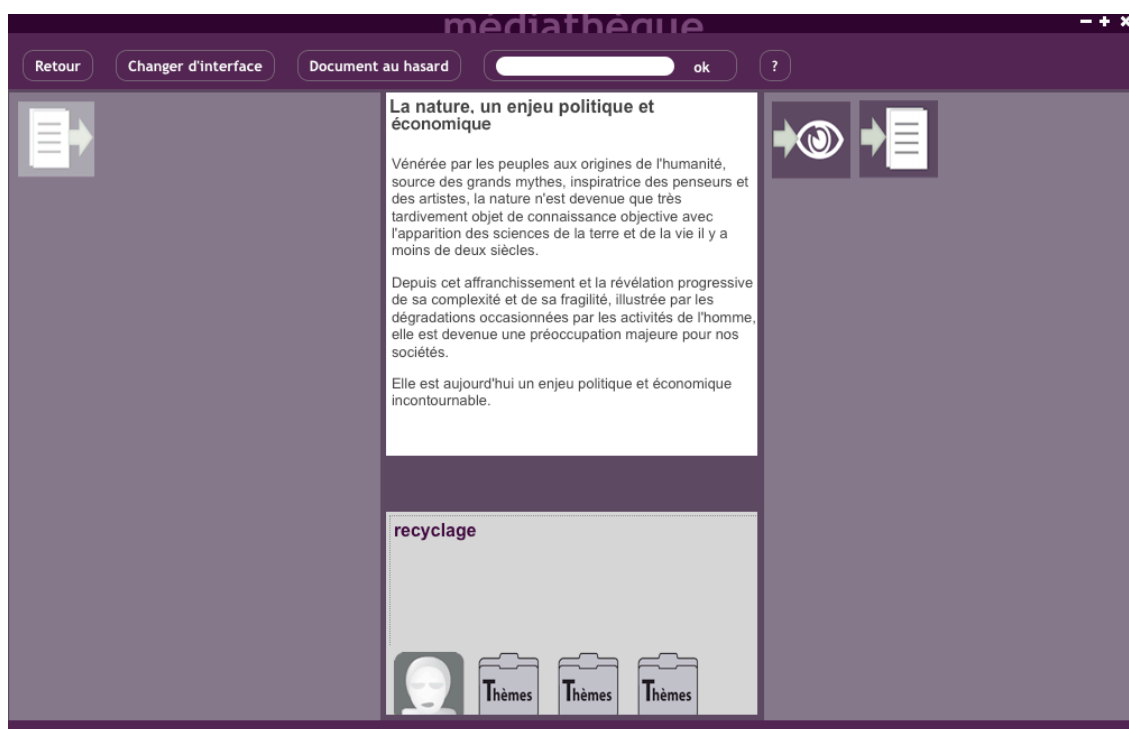 médiathèque
Retour
Changer d'interface
Document au hasard
ok
?
La nature, un enjeu politique et
économique
Vénérée par les peuples aux origines de l'humanité,
source des grands mythes, inspiratrice des penseurs et
des artistes, la nature n'est devenue que très
tardivement objet de connaissance objective avec
l'apparition des sciences de la terre et de la vie il y a
moins de deux siècles.
Depuis cet affranchissement et la révélation progressive
de sa complexité et de sa fragilité, illustrée par les
dégradations occasionnées par les activités de l'homme,
elle est devenue une préoccupation majeure pour nos
sociétés.
Elle est aujourd'hui un enjeu politique et économique
incontournable.
recyclage
Thèmes
Thèmes
Thèmes